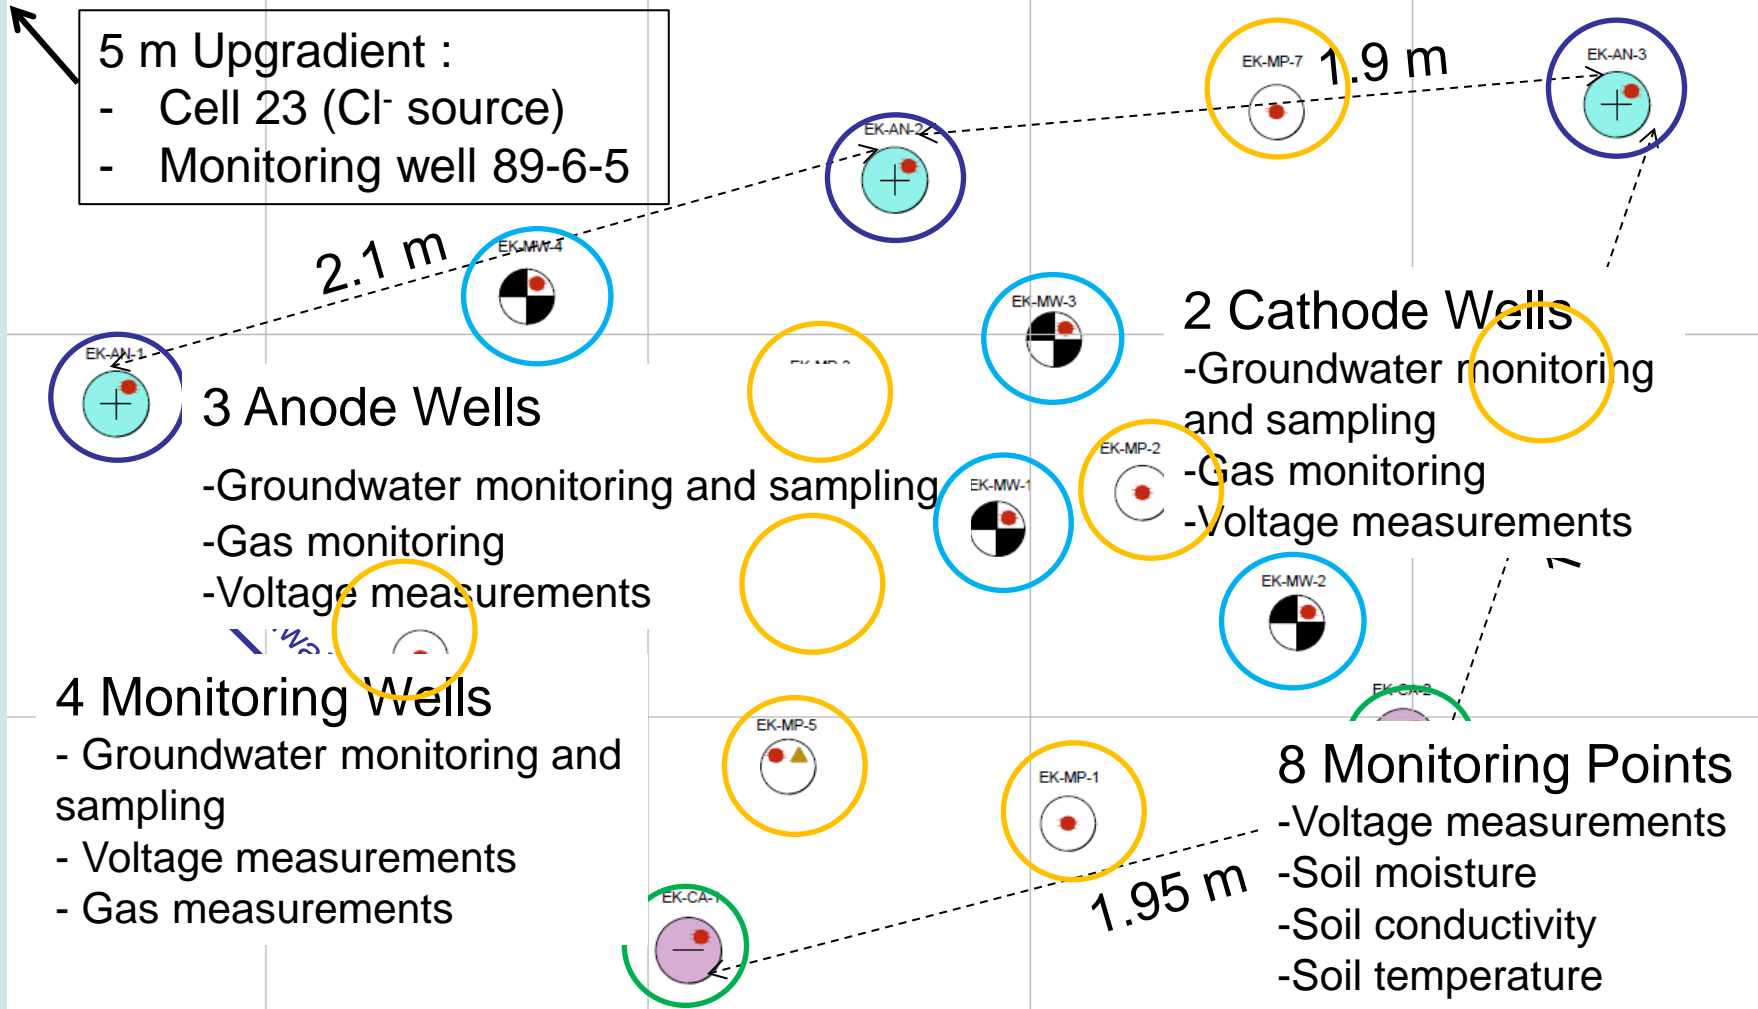 5 m Upgradient :
- Cell 23 (Cl- source)
- Monitoring well 89-6-5
EK-MP-7
1.9 m
EK-AN-3
EK-AN-2
2.1 m
EK-MW-4
EK-MW-3
EK-AN-1
2 Cathode Wells
-Groundwater monitoring
and sampling
-Gas monitoring
-Voltage measurements
3 Anode Wells
-Groundwater monitoring and sampling
-Gas monitoring
-Voltage measurements
EK-MP-2
EK-MW-1
EK-MW-2
EK-CA-2
4 Monitoring Wells
- Groundwater monitoring and
sampling
- Voltage measurements
- Gas measurements
EK-MP-5
EK-MP-1
EK-CA-1
1.95 m
8 Monitoring Points
-Voltage measurements
-Soil moisture
-Soil conductivity
-Soil temperature